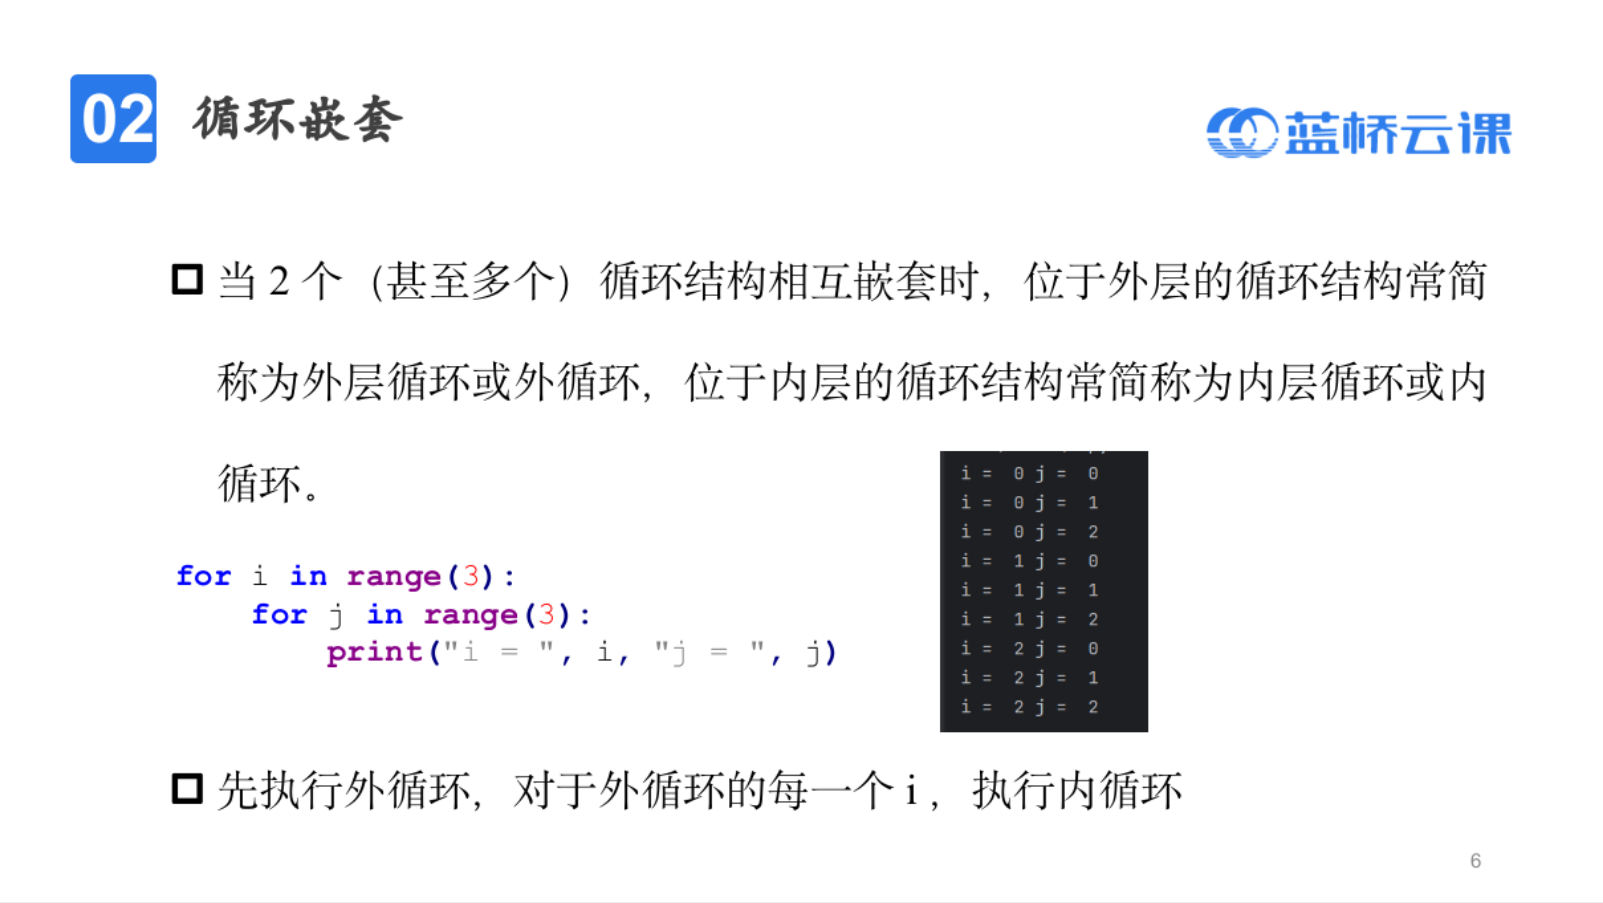 02 循环嵌套
蓝桥云课
当 2 个（甚至多个）循环结构相互嵌套时，位于外层的循环结构常简
称为外层循环或外循环，位于内层的循环结构常简称为内层循环或内
循环。
for i in range(3):
    for j in range(3):
        print("i = ", i, "j = ", j)
i =  0 j =  0
i =  0 j =  1
i =  0 j =  2
i =  1 j =  0
i =  1 j =  1
i =  1 j =  2
i =  2 j =  0
i =  2 j =  1
i =  2 j =  2
先执行外循环，对于外循环的每一个 i ，执行内循环
6